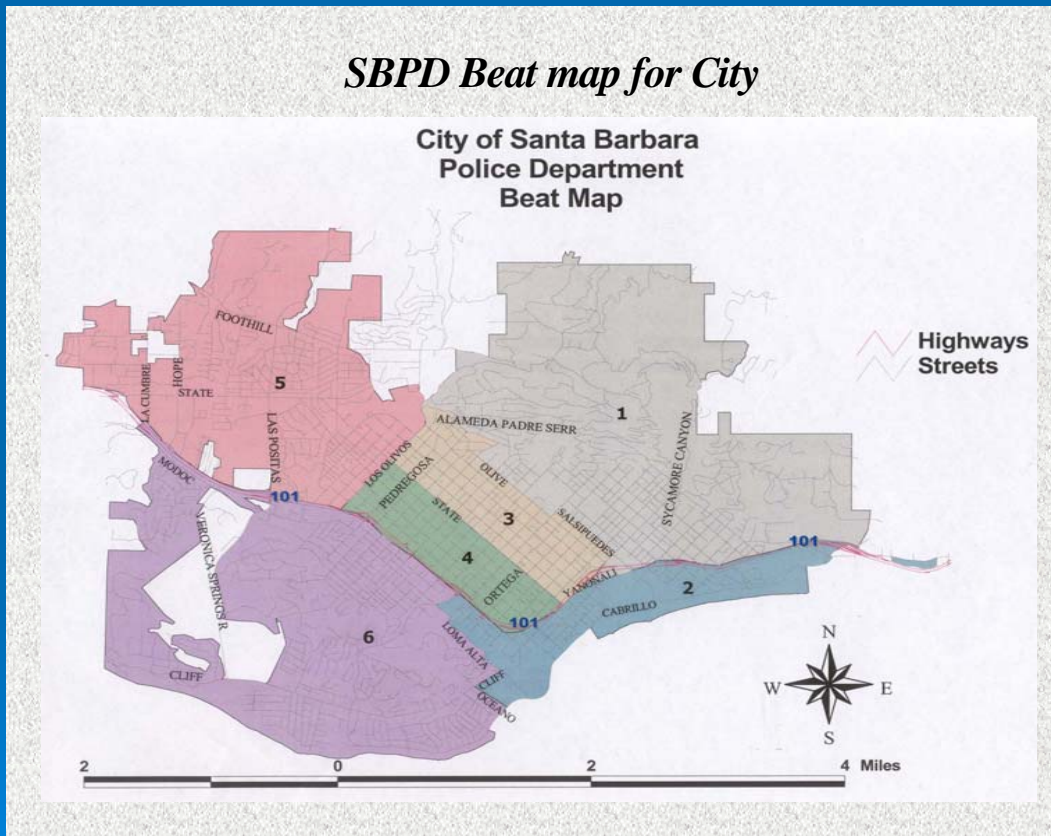 SBPD Beat map for City
City of Santa Barbara
Police Department
Beat Map
FOOTHILL
LA CUMBRE
HOPE
STATE
5
LAS POSITAS
1
ALAMEDA PADRE SERR
SYCAMORE CANYON
Highways
Streets
LOS OLIVOS
PEDREGOSA
OLIVE
STATE
3
SALSIPUEDES
MODOC
101
VERONICA SPRINGS R
4
ORTEGA
YANONALI
101
2
CABRILLO
101
6
LOMA ALTA
CLIFF
CLIFF
OCEANO
N
W
E
S
2 0 2 4 Miles